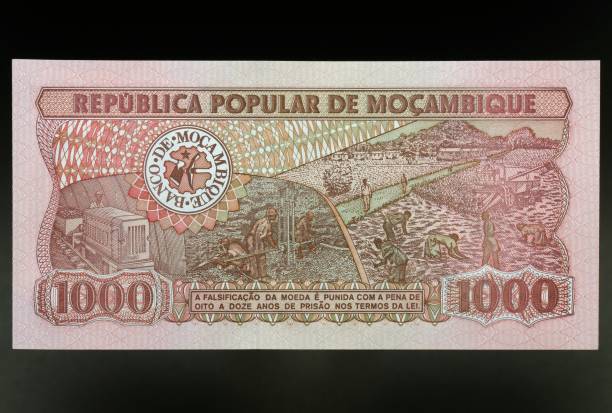 REPÚBLICA POPULAR DE MOÇAMBIQUE
BANCO·DE·MOÇAMBIQUE
A FALSIFICAÇÃO DA MOEDA É PUNIDA COM A PENA DE
OITO A DOZE ANOS DE PRISÃO NOS TERMOS DA LEI.
1000
1000